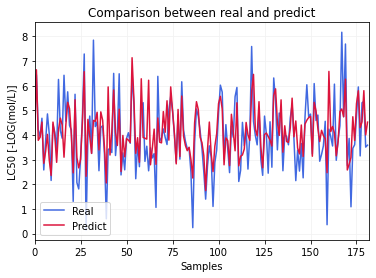 Comparison between real and predict
LC50 [-LOG(mol/L)]
8
7
6
5
4
3
2
1
0
Real
Predict
0 25 50 75 100 125 150 175
Samples